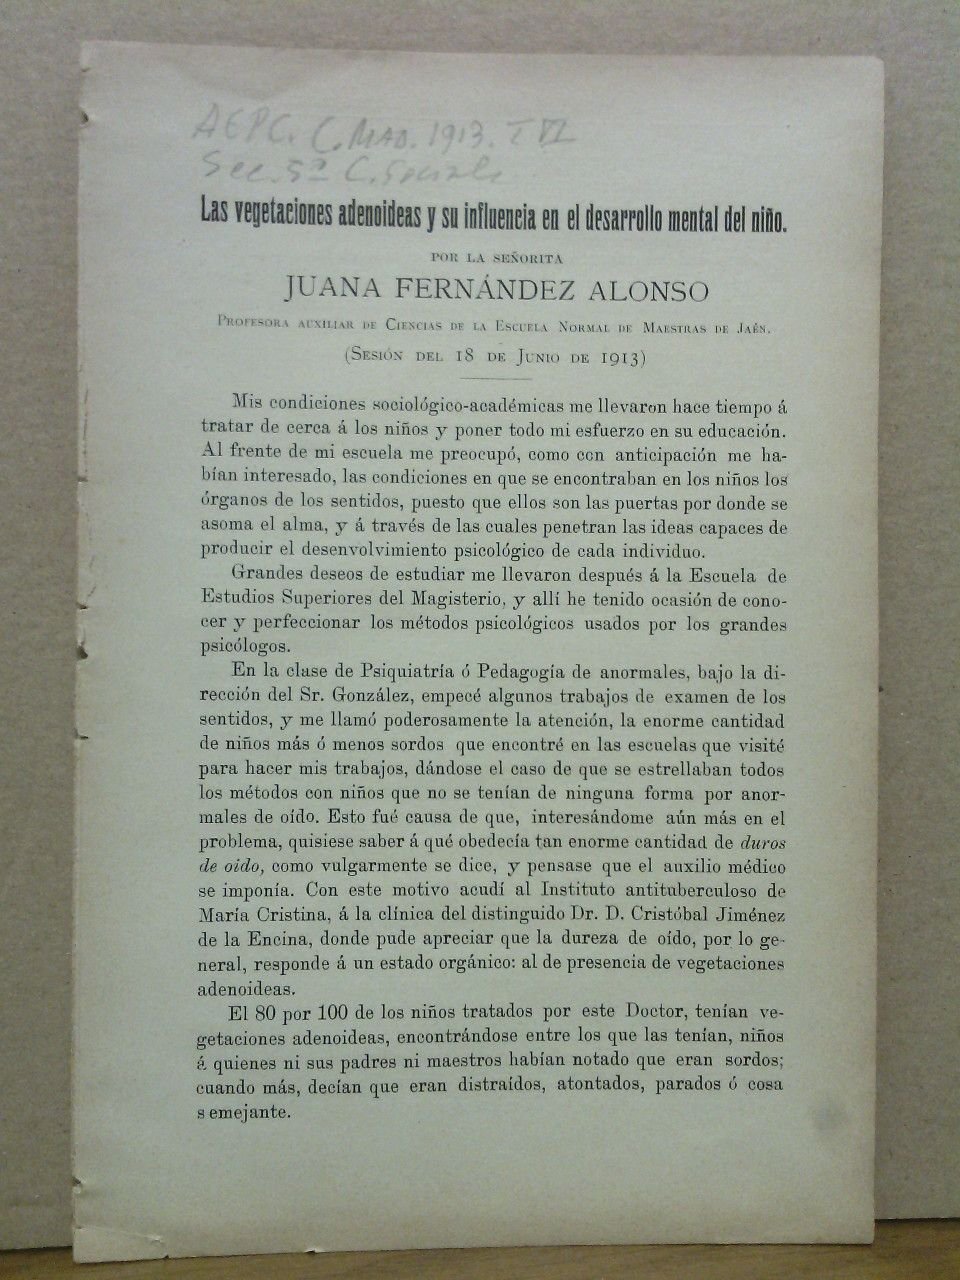 AEPC. C. MAD. 1913. T VI
Sec. 5ª C. Sociale
Las vegetaciones adenoideas y su influencia en el desarrollo mental del niño.
POR LA SEÑORITA
JUANA FERNÁNDEZ ALONSO
PROFESORA AUXILIAR DE CIENCIAS DE LA ESCUELA NORMAL DE MAESTRAS DE JAÉN.
(SESIÓN DEL 18 DE JUNIO DE 1913)
Mis condiciones sociológico-académicas me llevaron hace tiempo á
tratar de cerca á los niños y poner todo mi esfuerzo en su educación.
Al frente de mi escuela me preocupó, como con anticipación me ha-
bían interesado, las condiciones en que se encontraban en los niños los
órganos de los sentidos, puesto que ellos son las puertas por donde se
asoma el alma, y á través de las cuales penetran las ideas capaces de
producir el desenvolvimiento psicológico de cada individuo.
Grandes deseos de estudiar me llevaron después á la Escuela de
Estudios Superiores del Magisterio, y allí he tenido ocasión de cono-
cer y perfeccionar los métodos psicológicos usados por los grandes
psicólogos.
En la clase de Psiquiatría ó Pedagogía de anormales, bajo la di-
rección del Sr. González, empecé algunos trabajos de examen de los
sentidos, y me llamó poderosamente la atención, la enorme cantidad
de niños más ó menos sordos que encontré en las escuelas que visité
para hacer mis trabajos, dándose el caso de que se estrellaban todos
los métodos con niños que no se tenían de ninguna forma por anor-
males de oído. Esto fué causa de que, interesándome aún más en el
problema, quisiese saber á qué obedecía tan enorme cantidad de duros
de oído, como vulgarmente se dice, y pensase que el auxilio médico
se imponía. Con este motivo acudí al Instituto antituberculoso de
María Cristina, á la clínica del distinguido Dr. D. Cristóbal Jiménez
de la Encina, donde pude apreciar que la dureza de oído, por lo ge-
neral, responde á un estado orgánico: al de presencia de vegetaciones
adenoideas.
El 80 por 100 de los niños tratados por este Doctor, tenían ve-
getaciones adenoideas, encontrándose entre los que las tenían, niños
á quienes ni sus padres ni maestros habían notado que eran sordos;
cuando más, decían que eran distraídos, atontados, parados ó cosa
semejante.